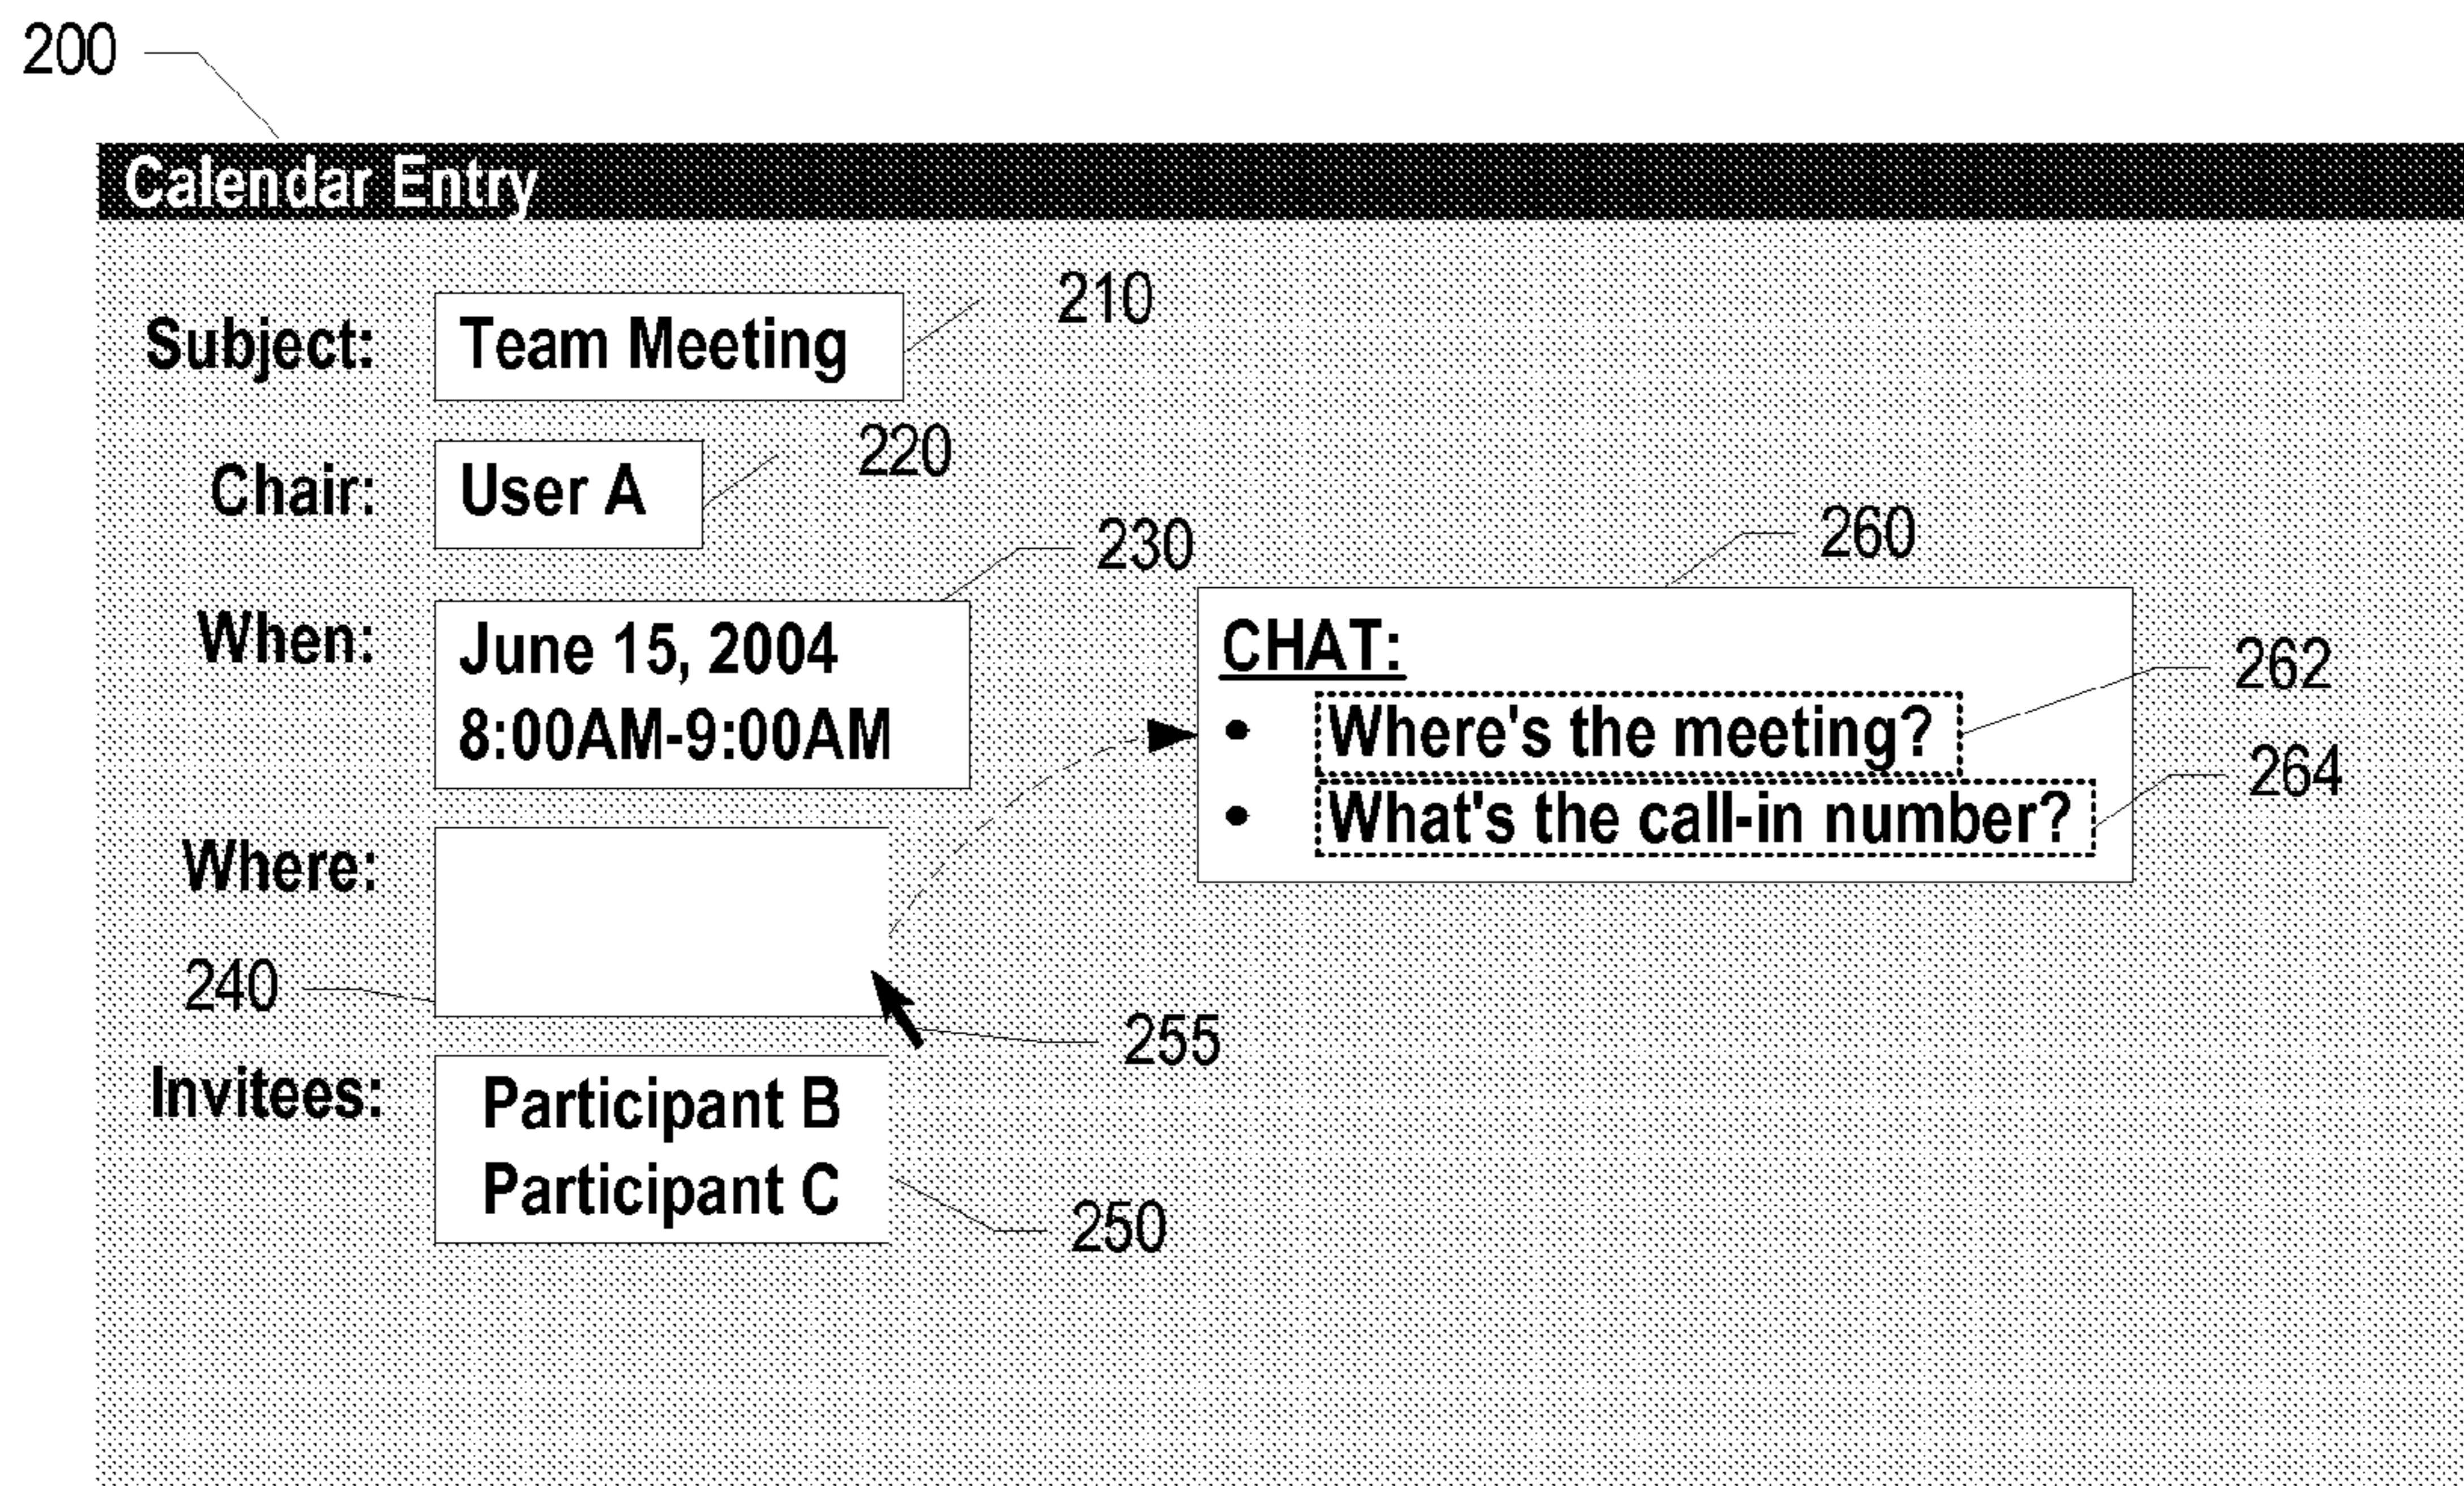 200
Calendar Entry
Subject: Team Meeting 210
Chair: User A 220
When: June 15, 2004
8:00AM-9:00AM
230
260
CHAT:
• Where's the meeting?
• What's the call-in number?
262
264
Where:
240
255
Invitees: Participant B
Participant C
250